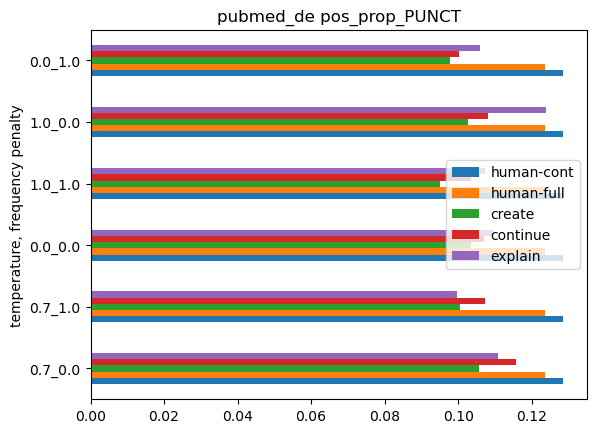 pubmed_de pos_prop_PUNCT
temperature, frequency penalty
0.0_1.0
1.0_0.0
1.0_1.0
0.0_0.0
0.7_1.0
0.7_0.0
human-cont
human-full
create
continue
explain
0.00 0.02 0.04 0.06 0.08 0.10 0.12